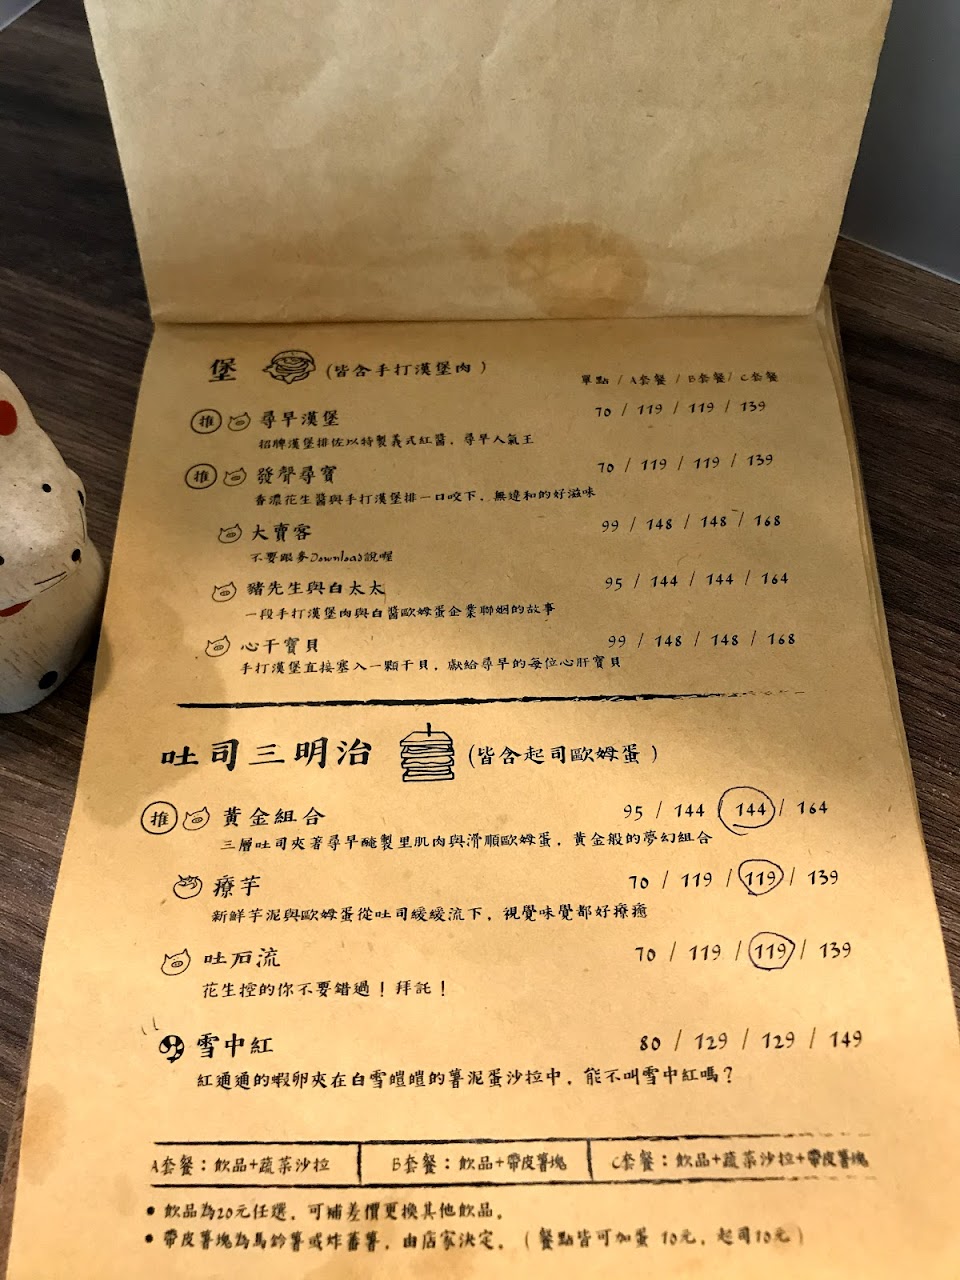 堡 (皆含手打漢堡肉)
單點 / A套餐 / B套餐 / C套餐
推 尋早漢堡 70 / 119 / 119 / 139
招牌漢堡排佐以特製義式紅醬，尋早人氣王
推 發聲尋寶 70 / 119 / 119 / 139
香濃花生醬與手打漢堡排一口咬下，無違和的好滋味
大賣客 99 / 148 / 148 / 168
不要跟麥Download說喔
豬先生與白太太 95 / 144 / 144 / 164
一段手打漢堡肉與白醬歐姆蛋企業聯姻的故事
心干寶貝 99 / 148 / 148 / 168
手打漢堡直接塞入一顆干貝，獻給尋早的每位心肝寶貝
吐司三明治 (皆含起司歐姆蛋)
推 黃金組合 95 / 144 / 144 / 164
三層吐司夾著尋早醃製里肌肉與滑順歐姆蛋，黃金般的夢幻組合
療芋 70 / 119 / 119 / 139
新鮮芋泥與歐姆蛋從吐司緩緩流下，視覺味覺都好療癒
吐石流 70 / 119 / 119 / 139
花生控的你不要錯過！拜託！
雪中紅 80 / 129 / 129 / 149
紅通通的蝦卵夾在白雪皚皚的薯泥蛋沙拉中，能不叫雪中紅嗎？
A套餐：飲品+蔬菜沙拉 B套餐：飲品+帶皮薯塊 C套餐：飲品+蔬菜沙拉+帶皮薯塊
• 飲品為20元任選，可補差價更換其他飲品。
• 帶皮薯塊為馬鈴薯或炸蕃薯，由店家決定。(餐點皆可加蛋 10元，起司10元)